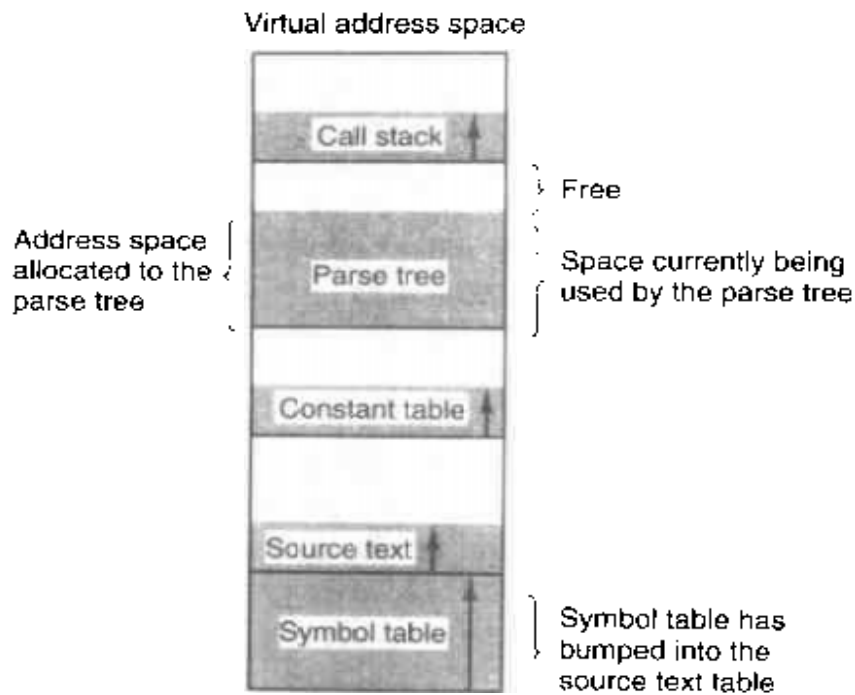 Virtual address space
Call stack
Free
Address space
allocated to the
parse tree
Parse tree
Space currently being
used by the parse tree
Constant table
Source text
Symbol table
Symbol table has
bumped into the
source text table